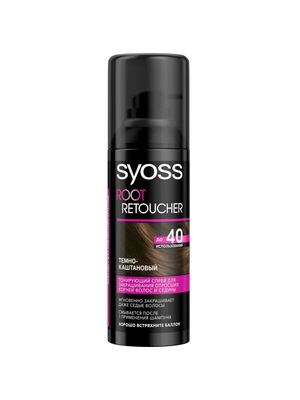 syoss
ROOT
RETOUCHER
до 40
использований
ТЕМНО-
КАШТАНОВЫЙ
ТОНИРУЮЩИЙ СПРЕЙ ДЛЯ
ЗАКРАШИВАНИЯ ОТРОСШИХ
КОРНЕЙ ВОЛОС И СЕДИНЫ
МГНОВЕННО ЗАКРАШИВАЕТ
ДАЖЕ СЕДЫЕ ВОЛОСЫ
СМЫВАЕТСЯ ПОСЛЕ
1 ПРИМЕНЕНИЯ ШАМПУНЯ
ХОРОШО ВСТРЯХНИТЕ БАЛЛОН